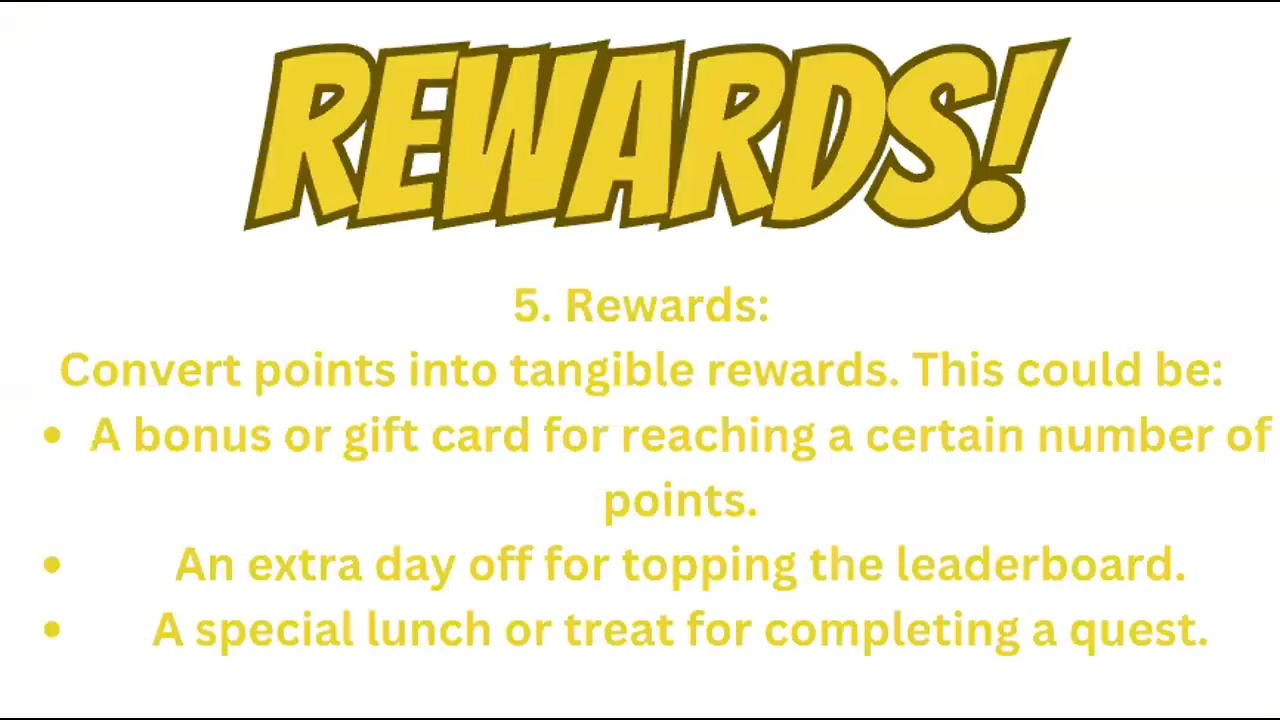 REWARDS!
5. Rewards:
Convert points into tangible rewards. This could be:
• A bonus or gift card for reaching a certain number of
points.
• An extra day off for topping the leaderboard.
• A special lunch or treat for completing a quest.